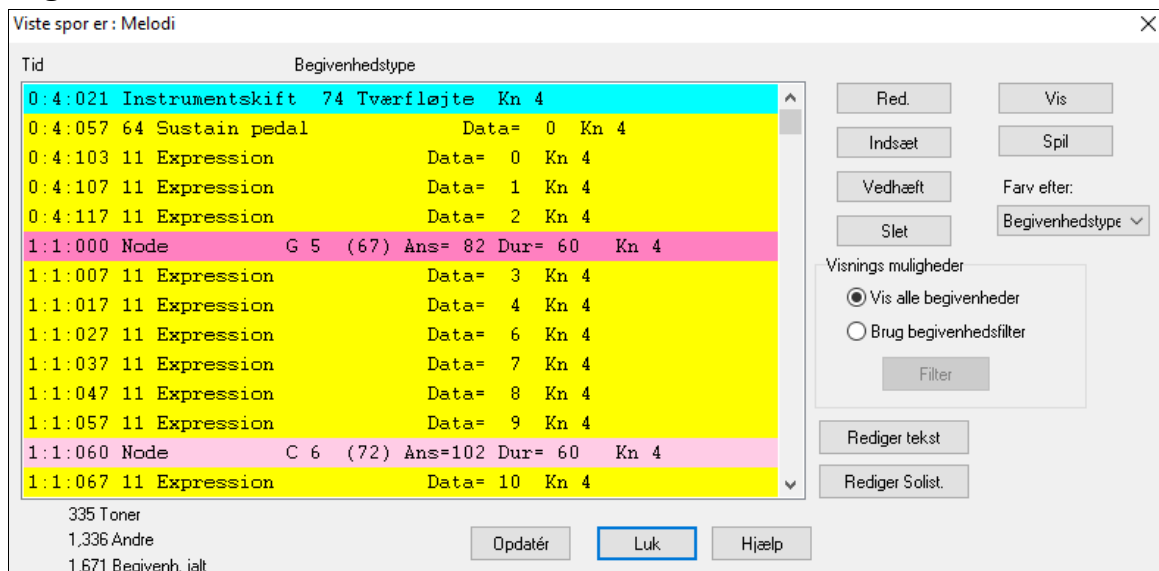 Viste spor er : Melodi
Tid Begivenhedstype
0:4:021 Instrumentskift 74 Tværfløjte Kn 4
0:4:057 64 Sustain pedal Data= 0 Kn 4
0:4:103 11 Expression Data= 0 Kn 4
0:4:107 11 Expression Data= 1 Kn 4
0:4:117 11 Expression Data= 2 Kn 4
1:1:000 Node G 5 (67) Ans= 82 Dur= 60 Kn 4
1:1:007 11 Expression Data= 3 Kn 4
1:1:017 11 Expression Data= 4 Kn 4
1:1:027 11 Expression Data= 6 Kn 4
1:1:037 11 Expression Data= 7 Kn 4
1:1:047 11 Expression Data= 8 Kn 4
1:1:057 11 Expression Data= 9 Kn 4
1:1:060 Node C 6 (72) Ans=102 Dur= 60 Kn 4
1:1:067 11 Expression Data= 10 Kn 4
335 Toner
1,336 Andre
1,671 Begivenh. ialt
Red.
Vis
Indsæt
Spil
Vedhæft
Farv efter:
Slet
Begivenhedstype
Visnings muligheder
Vis alle begivenheder
Brug begivenhedsfilter
Filter
Rediger tekst
Rediger Solist.
Opdatér
Luk
Hjælp